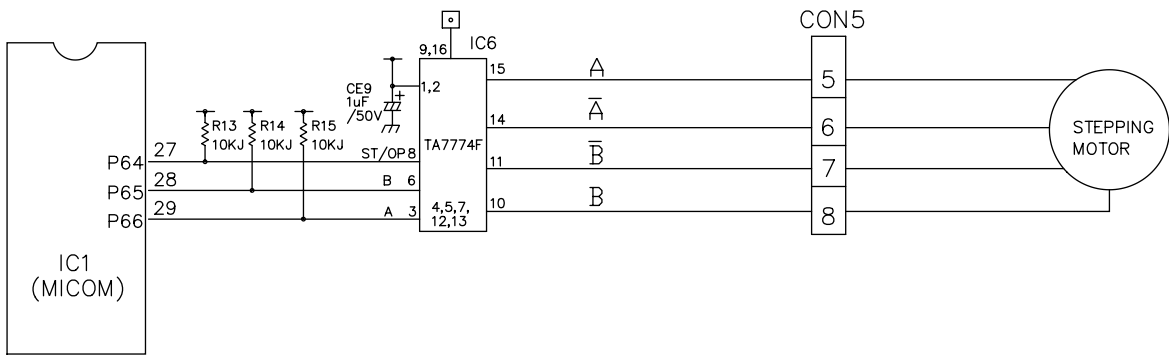 CON5
9,16
IC6
15
A
5
1,2
CE9
1uF
/50V
+
14
A̅
6
R13
10KJ
R14
10KJ
R15
10KJ
TA7774F
STEPPING
MOTOR
P64
27
ST/OP
8
11
B̅
7
P65
28
B
6
P66
29
A
3
4,5,7,
12,13
10
B
8
IC1
(MICOM)